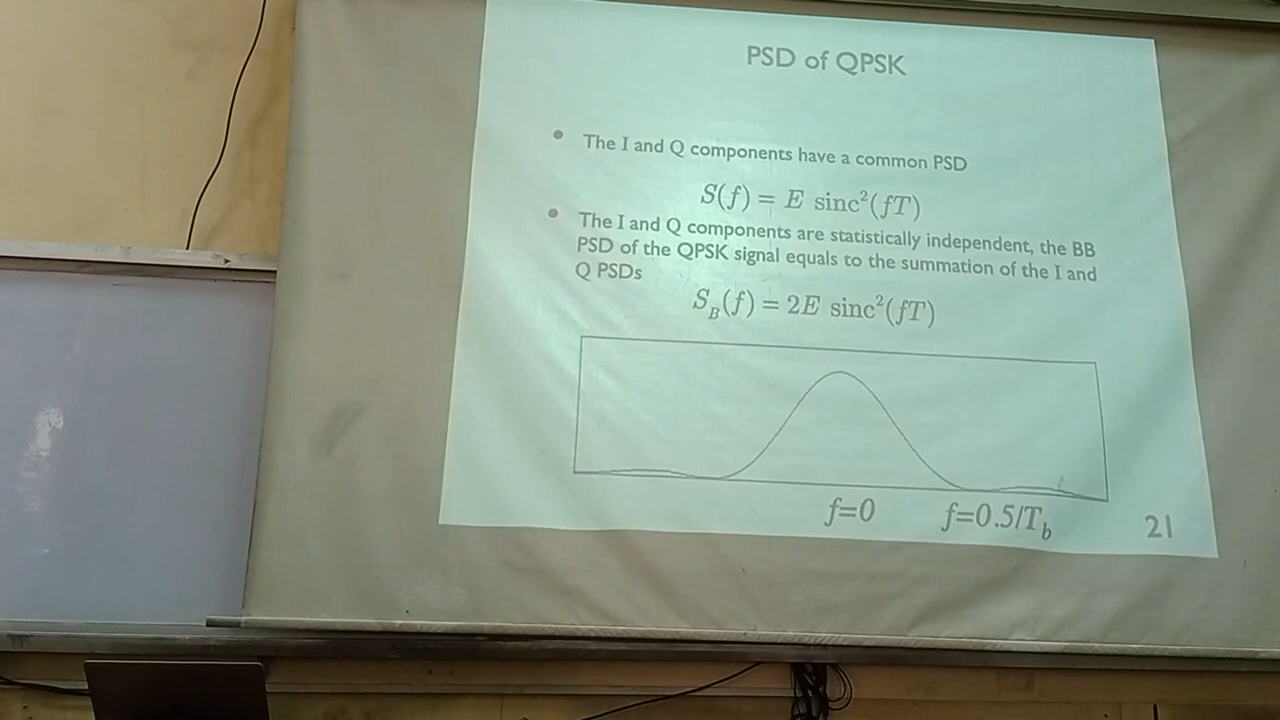 PSD of QPSK
• The I and Q components have a common PSD
S(f) = E sinc²(fT)
• The I and Q components are statistically independent, the BB
PSD of the QPSK signal equals to the summation of the I and
Q PSDs
S_B(f) = 2E sinc²(fT)
f=0 f=0.5/T_b
21